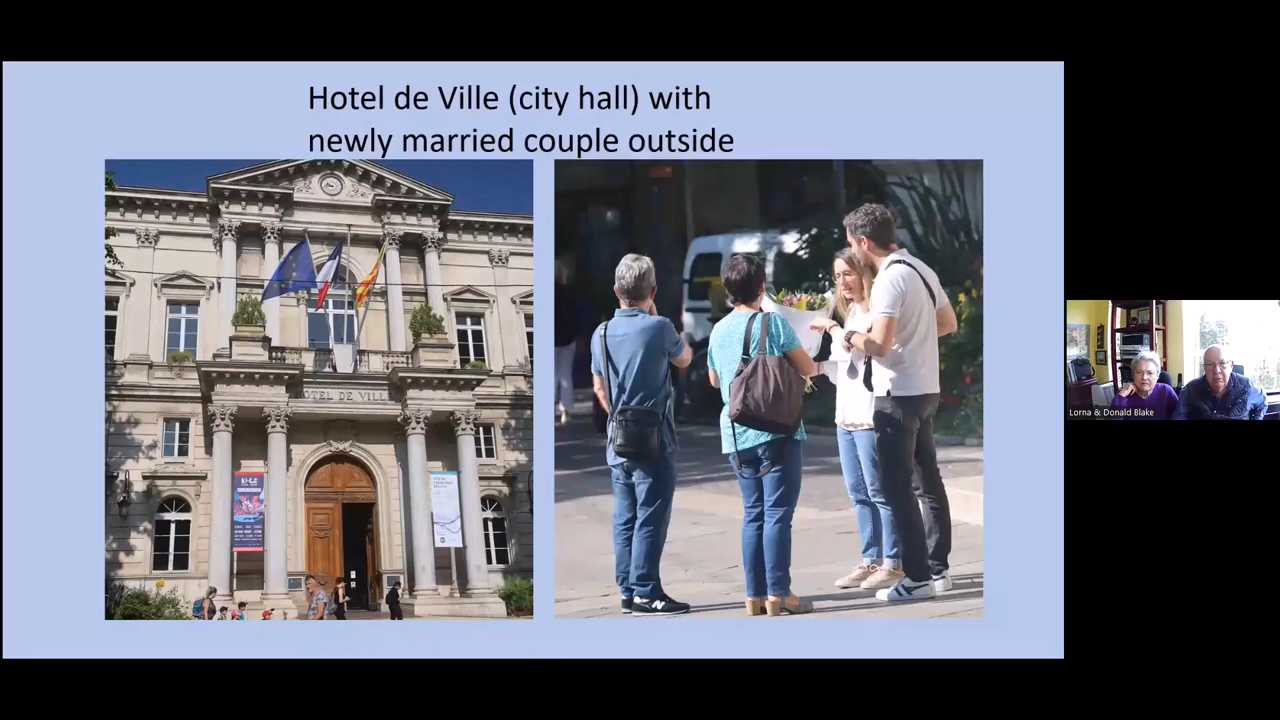 Hotel de Ville (city hall) with
newly married couple outside
HOTEL DE VILLE
Lorna & Donald Blake